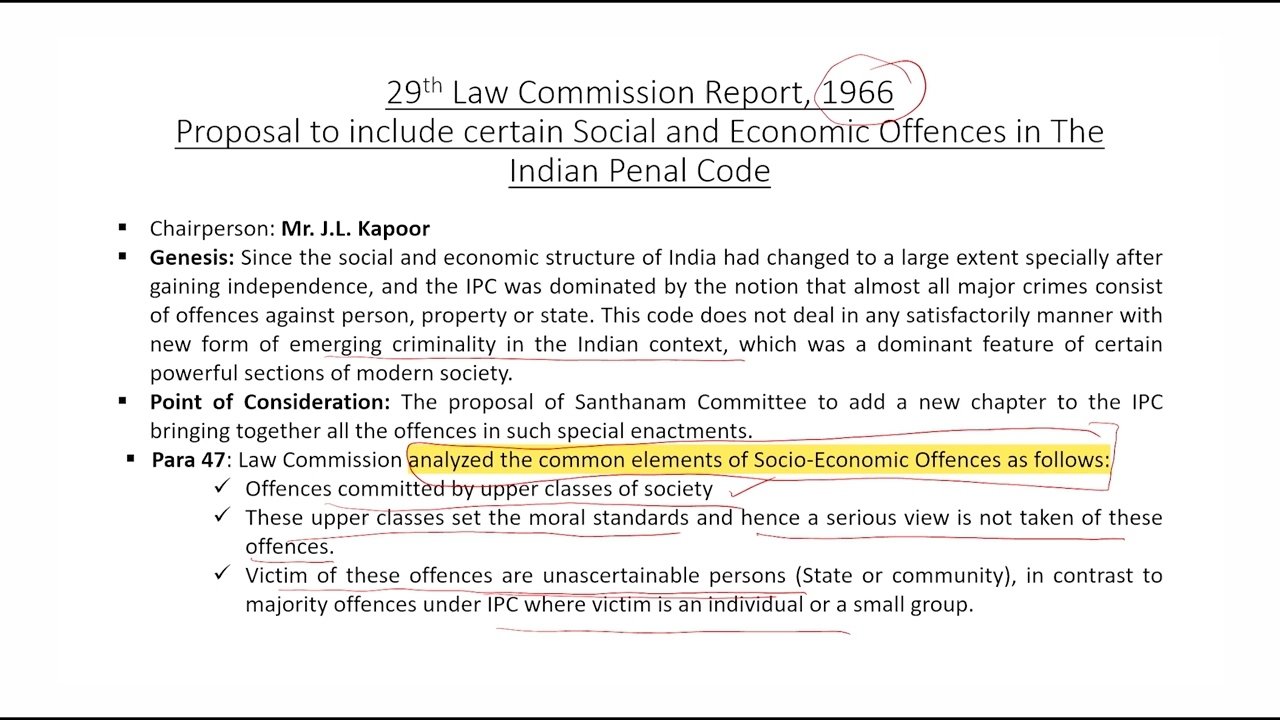 29th Law Commission Report, 1966
Proposal to include certain Social and Economic Offences in The
Indian Penal Code
▪ Chairperson: Mr. J.L. Kapoor
▪ Genesis: Since the social and economic structure of India had changed to a large extent specially after
gaining independence, and the IPC was dominated by the notion that almost all major crimes consist
of offences against person, property or state. This code does not deal in any satisfactorily manner with
new form of emerging criminality in the Indian context, which was a dominant feature of certain
powerful sections of modern society.
▪ Point of Consideration: The proposal of Santhanam Committee to add a new chapter to the IPC
bringing together all the offences in such special enactments.
▪ Para 47: Law Commission analyzed the common elements of Socio-Economic Offences as follows:
✓ Offences committed by upper classes of society
✓ These upper classes set the moral standards and hence a serious view is not taken of these
offences.
✓ Victim of these offences are unascertainable persons (State or community), in contrast to
majority offences under IPC where victim is an individual or a small group.